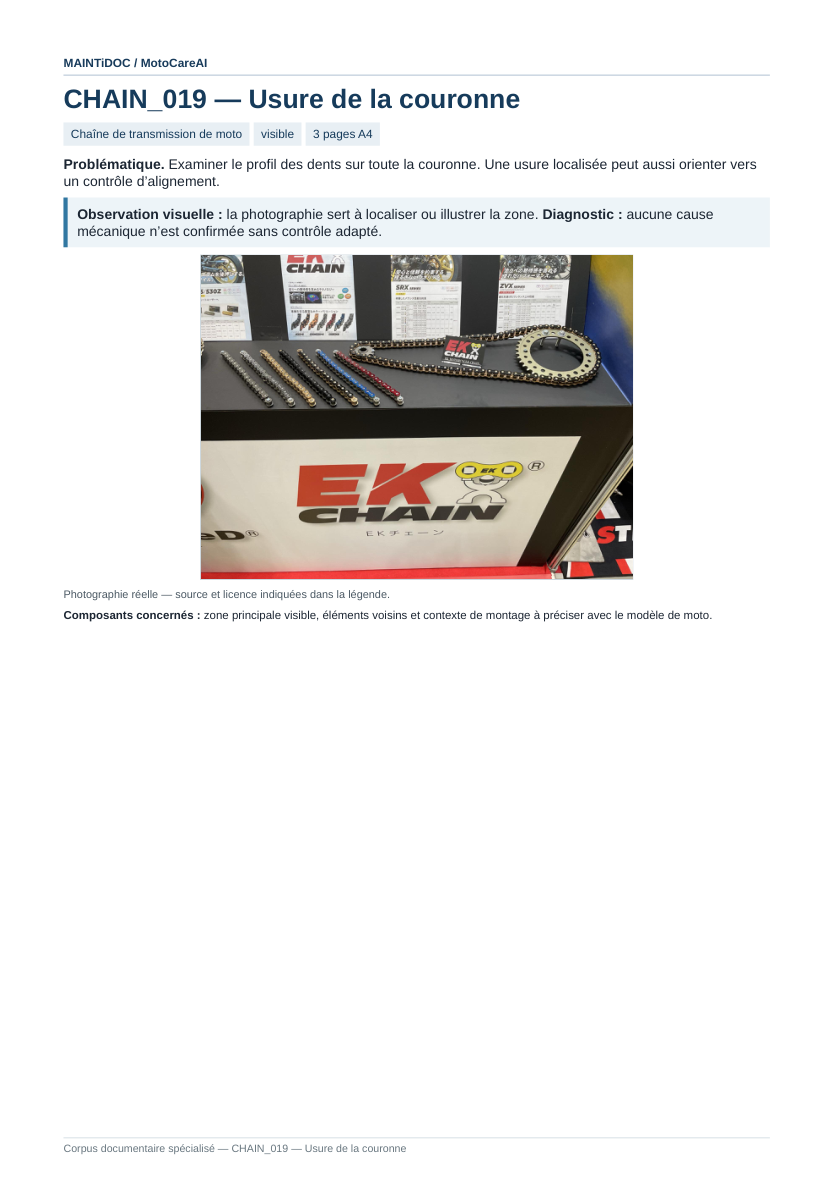 MAINTiDOC / MotoCareAI
CHAIN_019 — Usure de la couronne
Chaîne de transmission de moto visible 3 pages A4
Problématique. Examiner le profil des dents sur toute la couronne. Une usure localisée peut aussi orienter vers
un contrôle d’alignement.
Observation visuelle : la photographie sert à localiser ou illustrer la zone. Diagnostic : aucune cause
mécanique n’est confirmée sans contrôle adapté.
CHAIN
SRX SERIES
ZVX SERIES
EK
CHAIN
EK
EK
®
CHAIN
EKチェーン
eD®
ST
Photographie réelle — source et licence indiquées dans la légende.
Composants concernés : zone principale visible, éléments voisins et contexte de montage à préciser avec le modèle de moto.
Corpus documentaire spécialisé — CHAIN_019 — Usure de la couronne